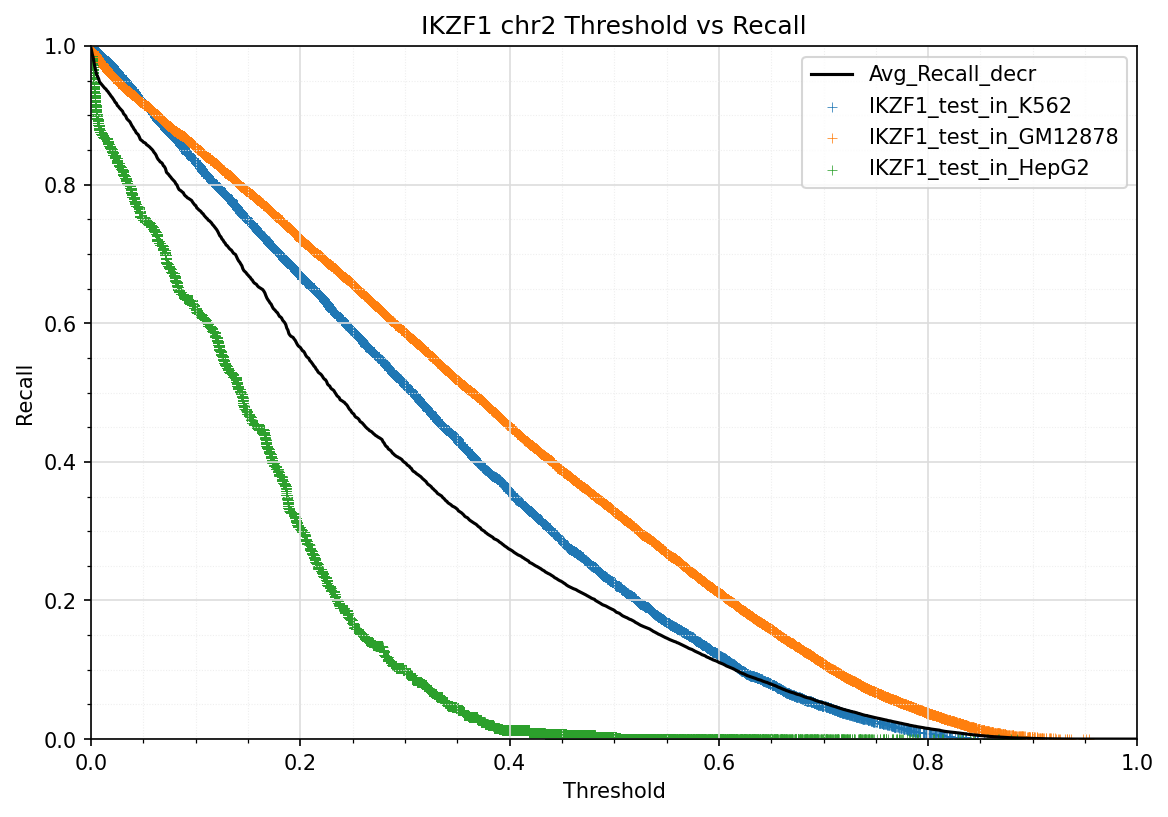 IKZF1 chr2 Threshold vs Recall
Avg_Recall_decr
IKZF1_test_in_K562
IKZF1_test_in_GM12878
IKZF1_test_in_HepG2
1.0
0.8
0.6
0.4
0.2
0.0
Recall
0.0 0.2 0.4 0.6 0.8 1.0
Threshold